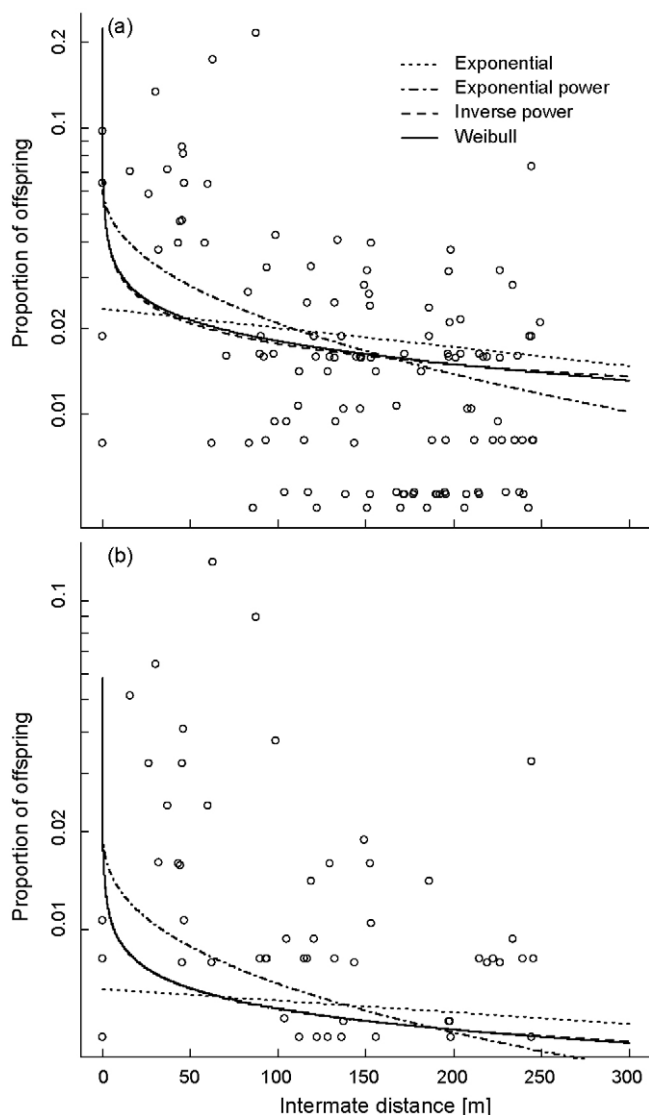 (a)
Exponential
Exponential power
Inverse power
Weibull
Proportion of offspring
0.2
0.1
0.02
0.01
(b)
Proportion of offspring
0.1
0.02
0.01
0 50 100 150 200 250 300
Intermate distance [m]